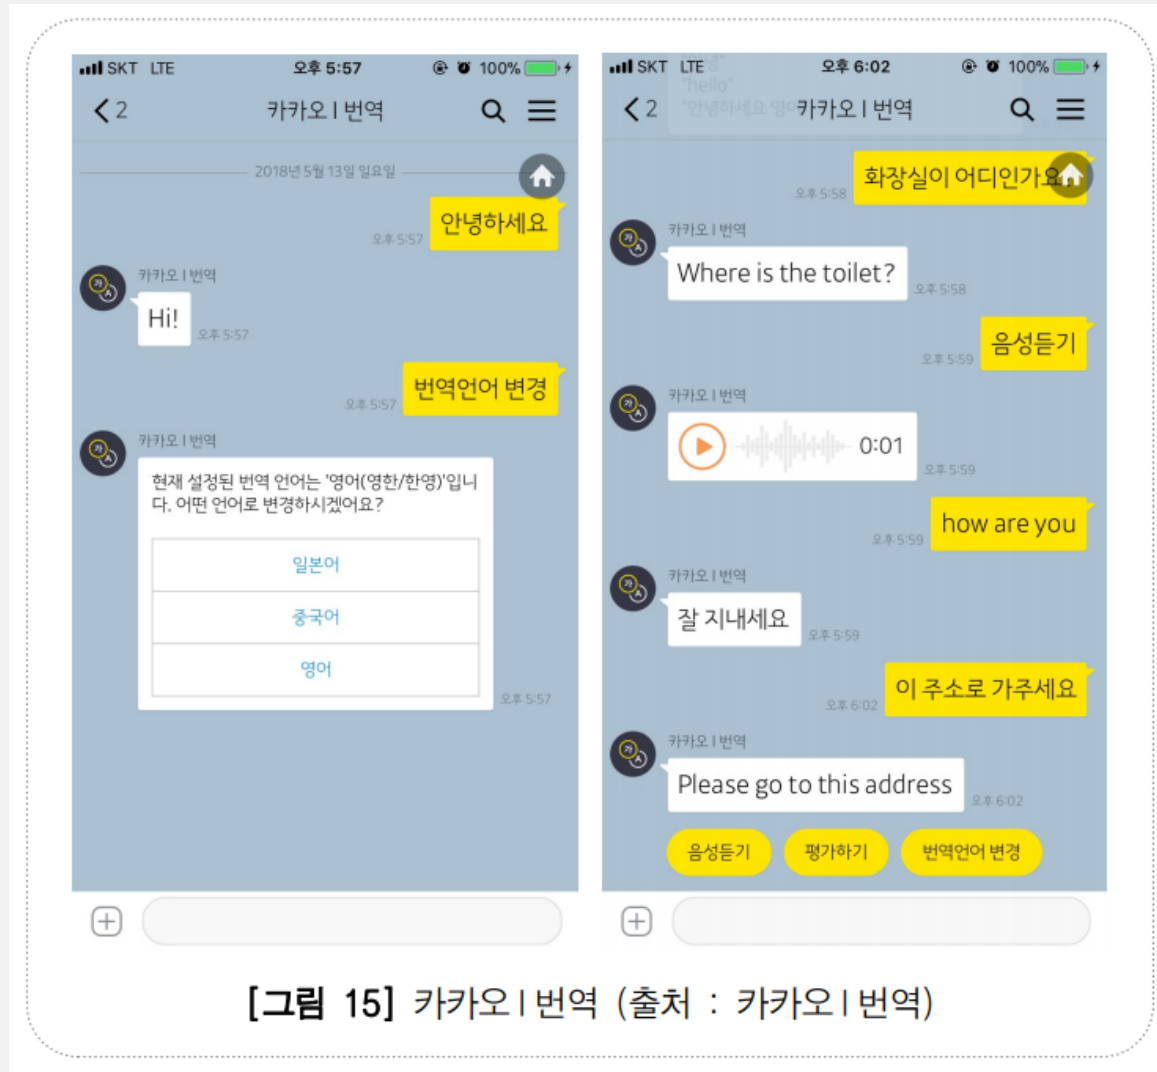 SKT LTE 오후 5:57 100%
2 카카오 I 번역
2018년 5월 13일 일요일
안녕하세요
오후 5:57
카카오 I 번역
Hi!
오후 5:57
번역언어 변경
오후 5:57
카카오 I 번역
현재 설정된 번역 언어는 '영어(영한/한영)'입니
다. 어떤 언어로 변경하시겠어요?
일본어
중국어
영어
오후 5:57
SKT LTE 오후 6:02 100%
"hello"
2 "안녕하세요 영어 카카오 I 번역
화장실이 어디인가요
오후 5:58
카카오 I 번역
Where is the toilet?
오후 5:58
음성듣기
오후 5:59
카카오 I 번역
0:01
오후 5:59
how are you
오후 5:59
카카오 I 번역
잘 지내세요
오후 5:59
이 주소로 가주세요
오후 6:02
카카오 I 번역
Please go to this address
오후 6:02
음성듣기 평가하기 번역언어 변경
[그림 15] 카카오 I 번역 (출처 : 카카오 I 번역)